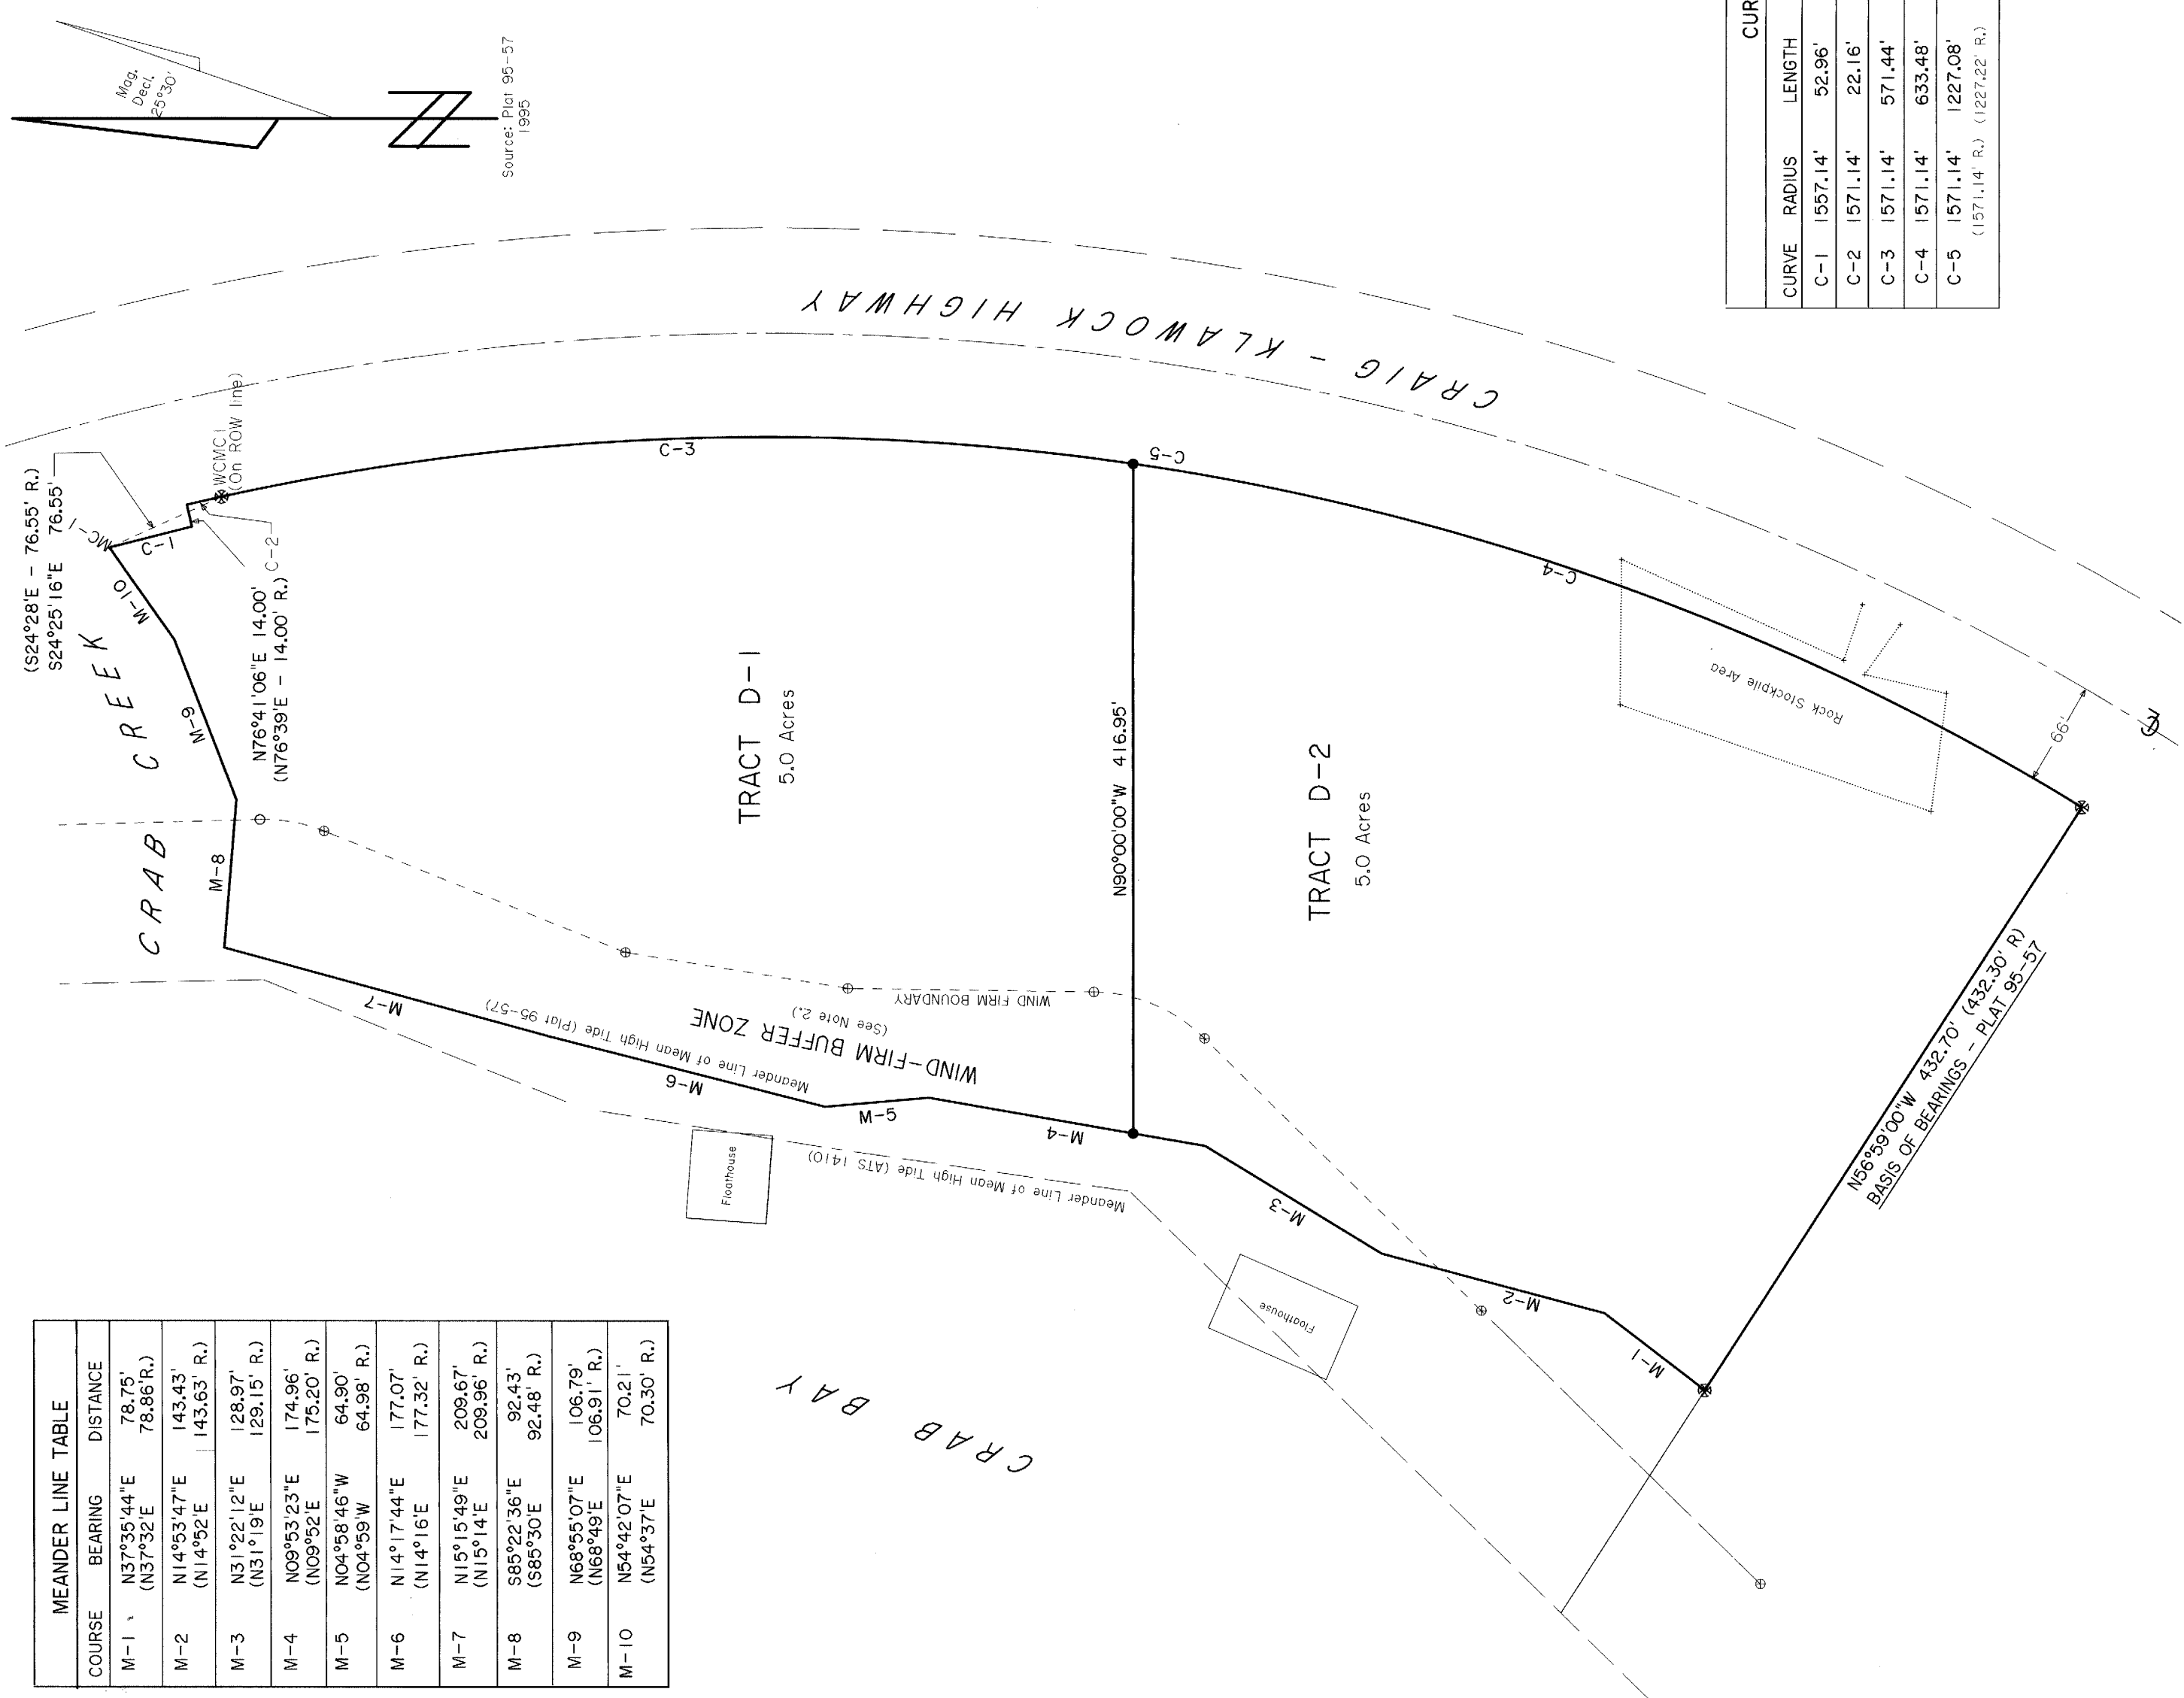 Mag.
Decl.
25°30'
Source: Plat 95-57
1995
(S24°28'E - 76.55' R.)
S24°25'16"E 76.55'
MC-1
C-1
WCMC1
(On ROW line)
C-2
N76°41'06"E 14.00'
(N76°39'E - 14.00' R.)
CRAB CREEK
M-10
M-9
M-8
M-7
M-6
M-5
M-4
M-3
M-2
M-1
C-3
C-5
C-4
CRAIG - KLAWOCK HIGHWAY
TRACT D-1
5.0 Acres
N90°00'00"W 416.95'
TRACT D-2
5.0 Acres
Meander Line of Mean High Tide (Plat 95-57)
WIND-FIRM BUFFER ZONE
(See Note 2.)
WIND FIRM BOUNDARY
Meander Line of Mean High Tide (ATS 1410)
Floathouse
Floathouse
Rock Stockpile Area
66'
N56°59'00"W 432.70' (432.30' R)
BASIS OF BEARINGS - PLAT 95-57
CRAB BAY
MEANDER LINE TABLE
COURSE BEARING DISTANCE
M-1 N37°35'44"E 78.75'
(N37°32'E 78.86'R.)
M-2 N14°53'47"E 143.43'
(N14°52'E 143.63' R.)
M-3 N31°22'12"E 128.97'
(N31°19'E 129.15' R.)
M-4 N09°53'23"E 174.96'
(N09°52'E 175.20' R.)
M-5 N04°58'46"W 64.90'
(N04°59'W 64.98' R.)
M-6 N14°17'44"E 177.07'
(N14°16'E 177.32' R.)
M-7 N15°15'49"E 209.67'
(N15°14'E 209.96' R.)
M-8 S85°22'36"E 92.43'
(S85°30'E 92.48' R.)
M-9 N68°55'07"E 106.79'
(N68°49'E 106.91' R.)
M-10 N54°42'07"E 70.21'
(N54°37'E 70.30' R.)
CUR
CURVE RADIUS LENGTH
C-1 1557.14' 52.96'
C-2 1571.14' 22.16'
C-3 1571.14' 571.44'
C-4 1571.14' 633.48'
C-5 1571.14' 1227.08'
(1571.14' R.) (1227.22' R.)